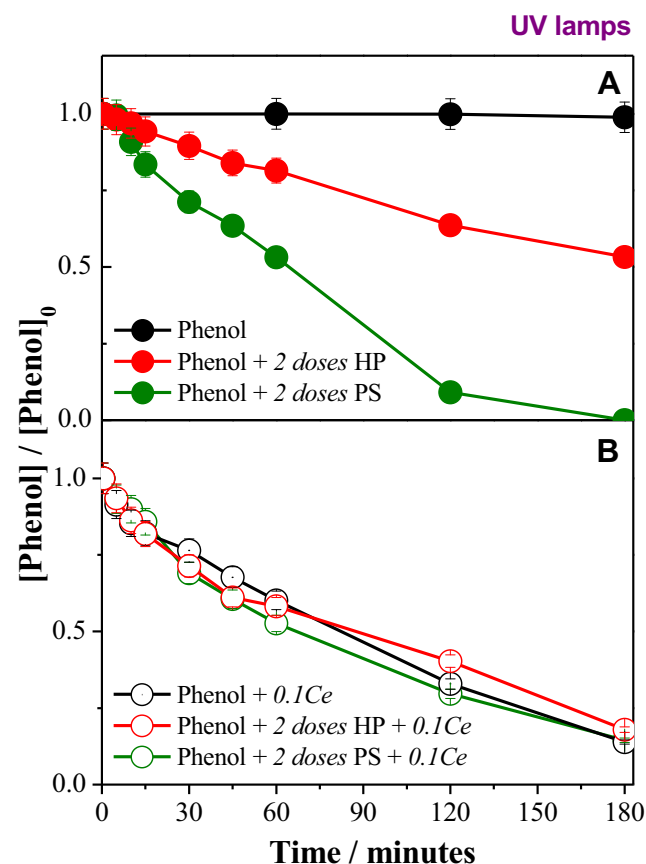 UV lamps
A
1.0
0.5
0.0
Phenol
Phenol + 2 doses HP
Phenol + 2 doses PS
[Phenol] / [Phenol]0
B
1.0
0.5
0.0
Phenol + 0.1Ce
Phenol + 2 doses HP + 0.1Ce
Phenol + 2 doses PS + 0.1Ce
0 30 60 90 120 150 180
Time / minutes